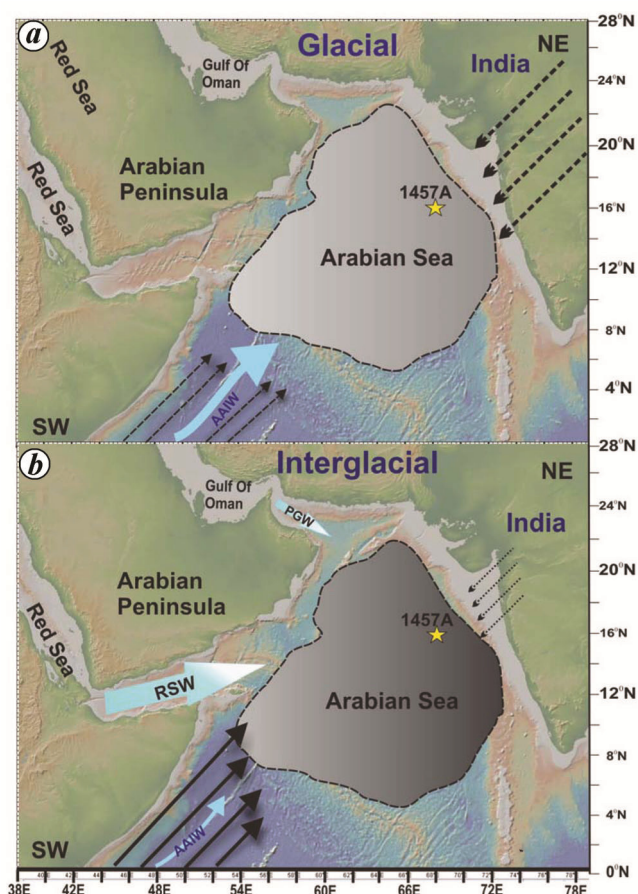 a
Glacial
28°N
NE
India
Gulf Of
Oman
Red Sea
24°N
20°N
Arabian
Peninsula
Red Sea
1457A
16°N
Arabian Sea
12°N
8°N
AAIW
4°N
SW
b
Interglacial
28°N
NE
Gulf Of
Oman
PGW
24°N
India
Arabian
Peninsula
20°N
Red Sea
1457A
16°N
RSW
Arabian Sea
12°N
8°N
4°N
AAIW
SW
0°N
38E 42E 46E 50E 54E 60E 66E 72E 78E